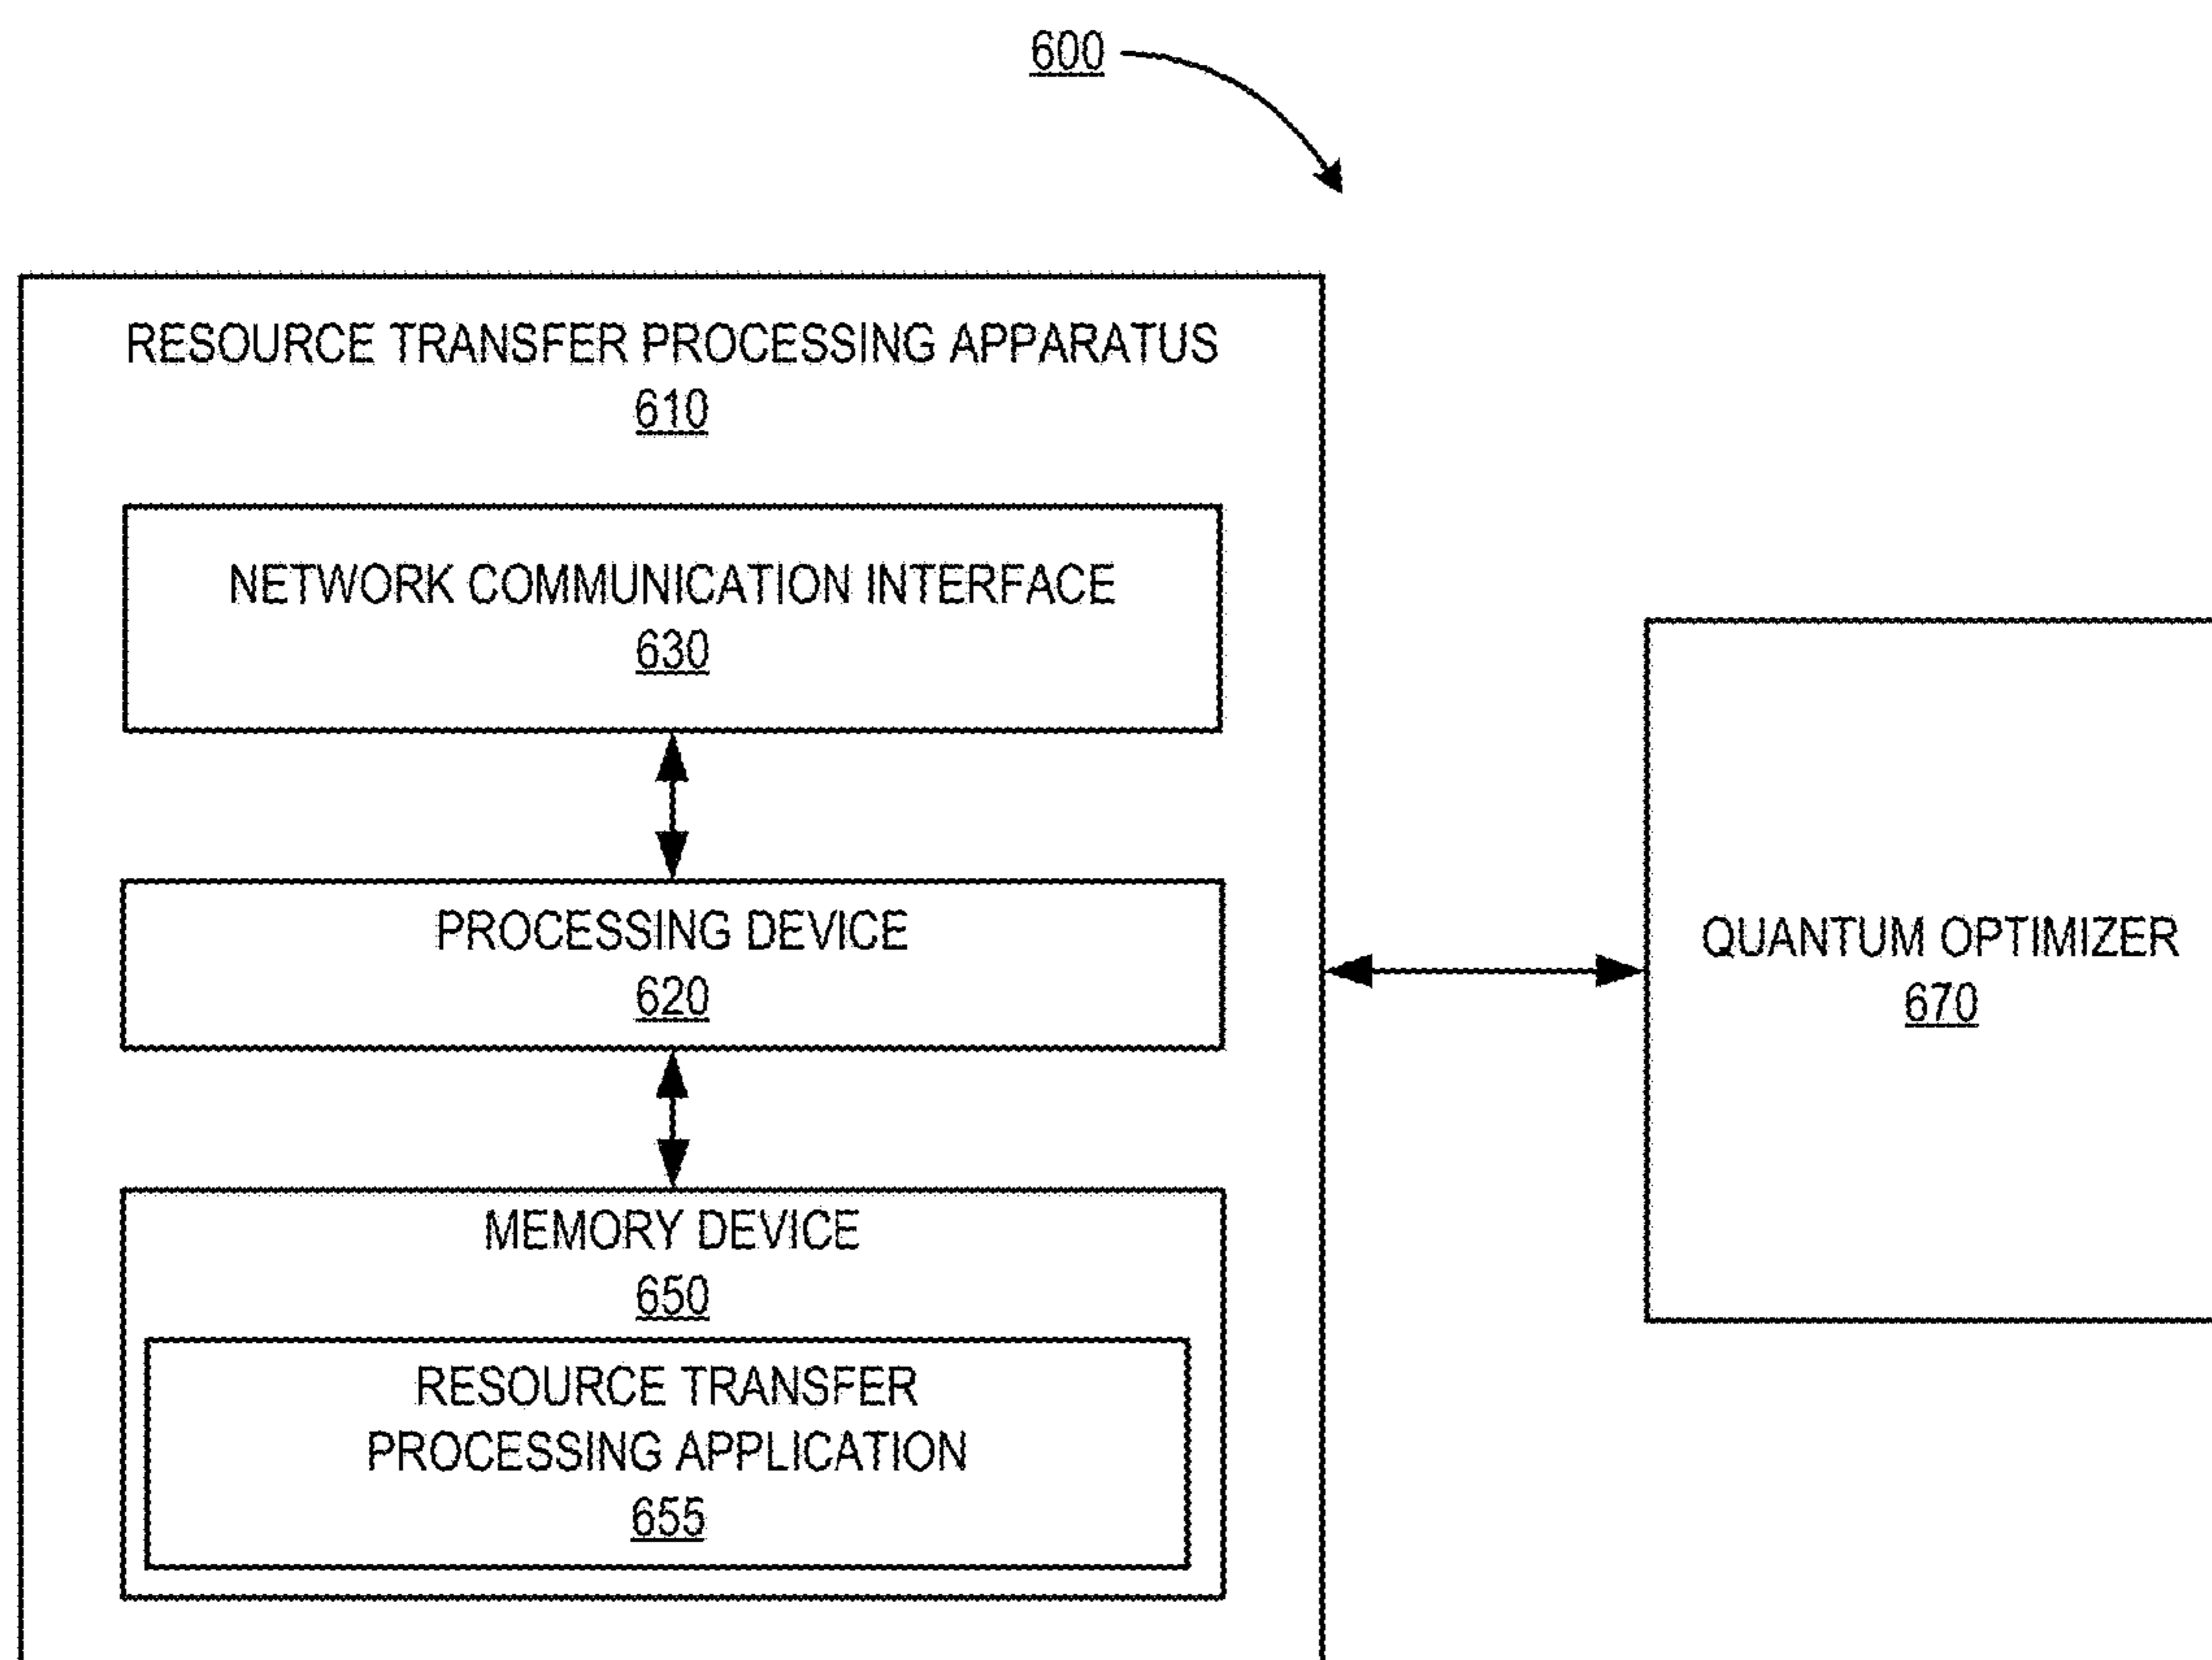 600
RESOURCE TRANSFER PROCESSING APPARATUS
610
NETWORK COMMUNICATION INTERFACE
630
PROCESSING DEVICE
620
MEMORY DEVICE
650
RESOURCE TRANSFER
PROCESSING APPLICATION
655
QUANTUM OPTIMIZER
670